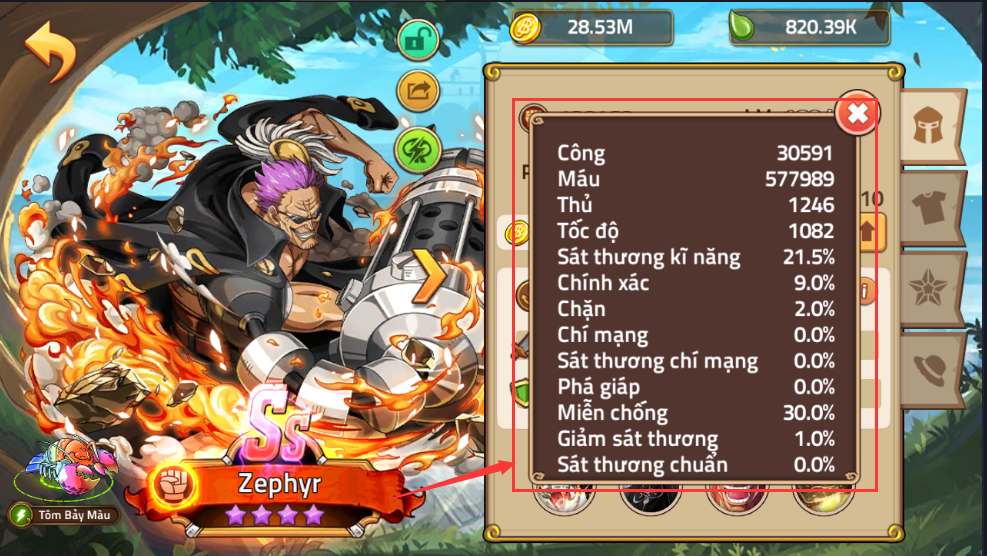 28.53M
820.39K
Công 30591
Máu 577989
Thủ 1246
Tốc độ 1082
Sát thương kĩ năng 21.5%
Chính xác 9.0%
Chặn 2.0%
Chí mạng 0.0%
Sát thương chí mạng 0.0%
Phá giáp 0.0%
Miễn chống 30.0%
Giảm sát thương 1.0%
Sát thương chuẩn 0.0%
10
SS
Zephyr
Tôm Bảy Màu